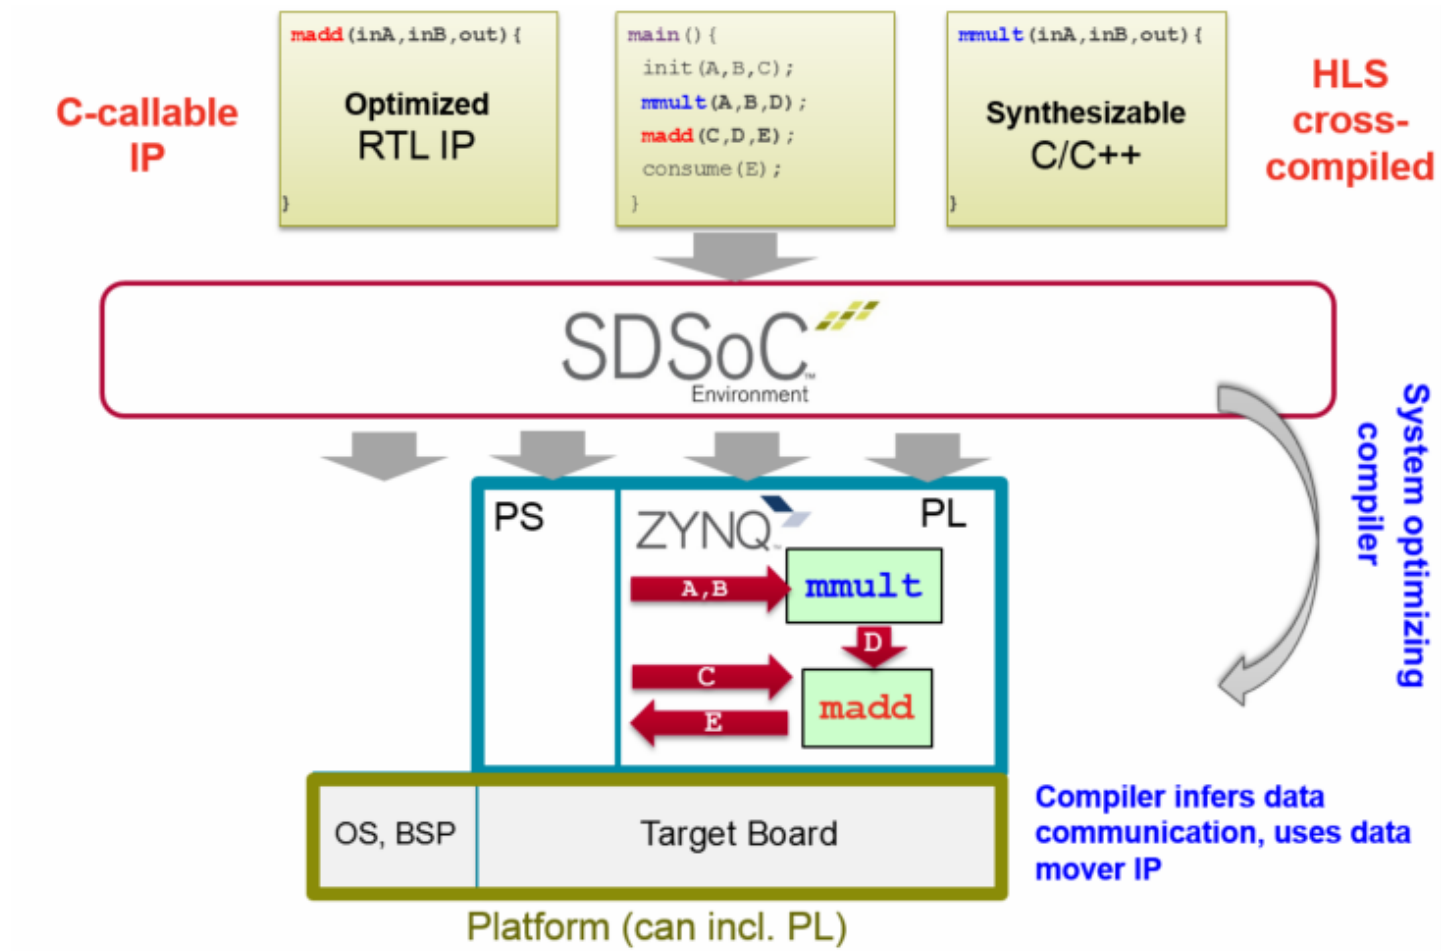 C-callable
IP
madd(inA,inB,out){
Optimized
RTL IP
}
main(){
init(A,B,C);
mmult(A,B,D);
madd(C,D,E);
consume(E);
}
mmult(inA,inB,out){
Synthesizable
C/C++
}
HLS
cross-
compiled
SDSoC™
Environment
System optimizing
compiler
PS
ZYNQ™
PL
A,B
mmult
D
C
madd
E
OS, BSP
Target Board
Compiler infers data
communication, uses data
mover IP
Platform (can incl. PL)